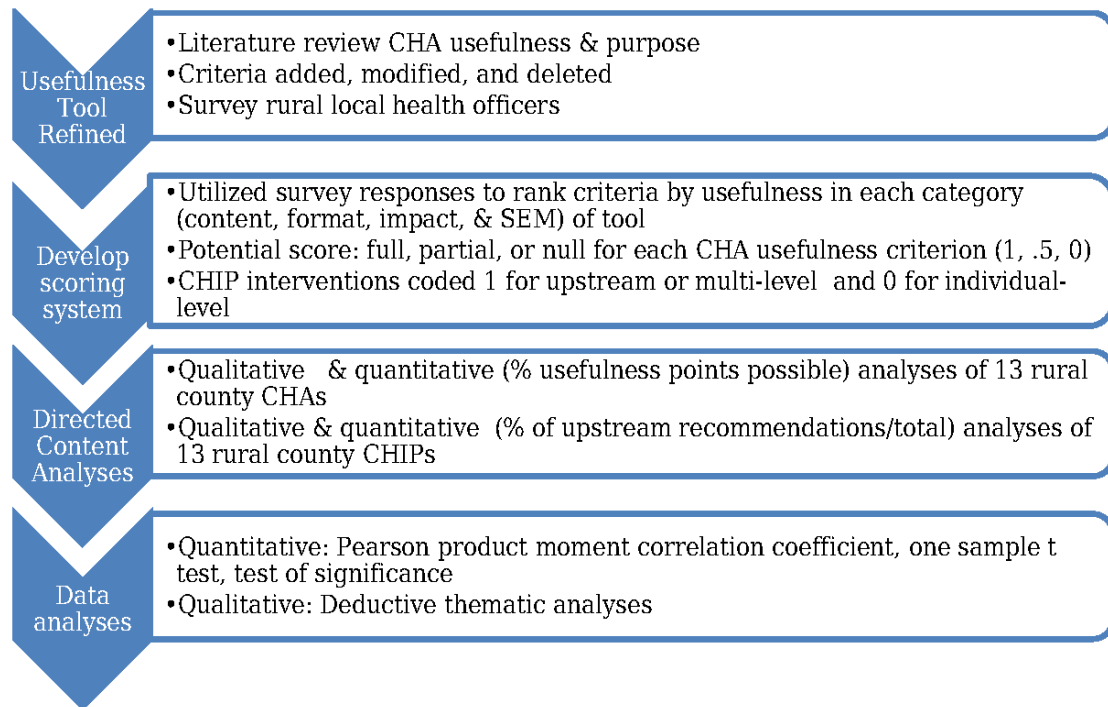 Usefulness
Tool
Refined
•Literature review CHA usefulness & purpose
•Criteria added, modified, and deleted
•Survey rural local health officers
Develop
scoring
system
•Utilized survey responses to rank criteria by usefulness in each category
(content, format, impact, & SEM) of tool
•Potential score: full, partial, or null for each CHA usefulness criterion (1, .5, 0)
•CHIP interventions coded 1 for upstream or multi-level and 0 for individual-
level
Directed
Content
Analyses
•Qualitative & quantitative (% usefulness points possible) analyses of 13 rural
county CHAs
•Qualitative & quantitative (% of upstream recommendations/total) analyses of
13 rural county CHIPs
Data
analyses
•Quantitative: Pearson product moment correlation coefficient, one sample t
test, test of significance
•Qualitative: Deductive thematic analyses